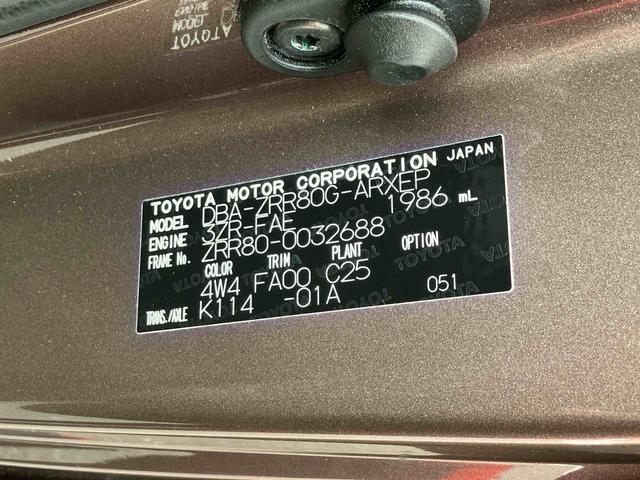 TOYOTA MOTOR CORPORATION JAPAN
MODEL DBA-ZRR80G-ARXEP
ENGINE 3ZR-FAE 1986 mL
FRAME No. ZRR80-0032688
COLOR TRIM PLANT OPTION
4W4 FA00 C25
TRANS./AXLE K114 -01A 051